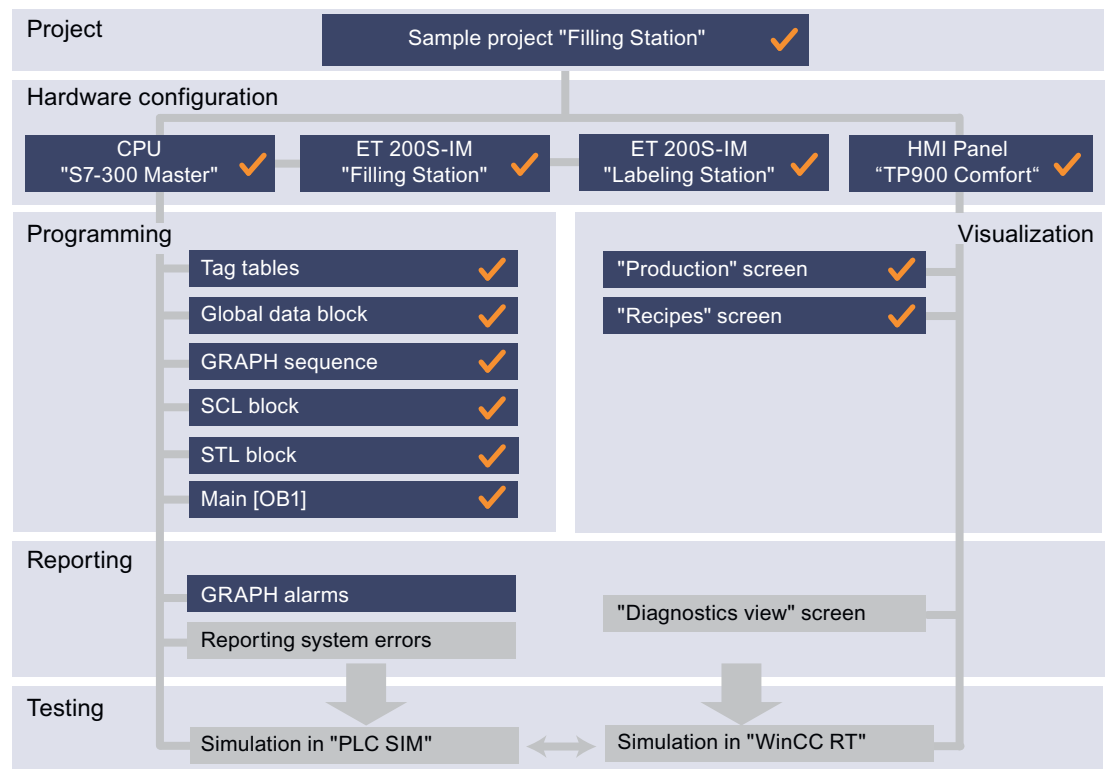 Project
Sample project "Filling Station"
Hardware configuration
CPU
"S7-300 Master"
ET 200S-IM
"Filling Station"
ET 200S-IM
"Labeling Station"
HMI Panel
“TP900 Comfort“
Programming
Tag tables
Global data block
GRAPH sequence
SCL block
STL block
Main [OB1]
Visualization
"Production" screen
"Recipes" screen
Reporting
GRAPH alarms
Reporting system errors
"Diagnostics view" screen
Testing
Simulation in "PLC SIM"
Simulation in "WinCC RT"